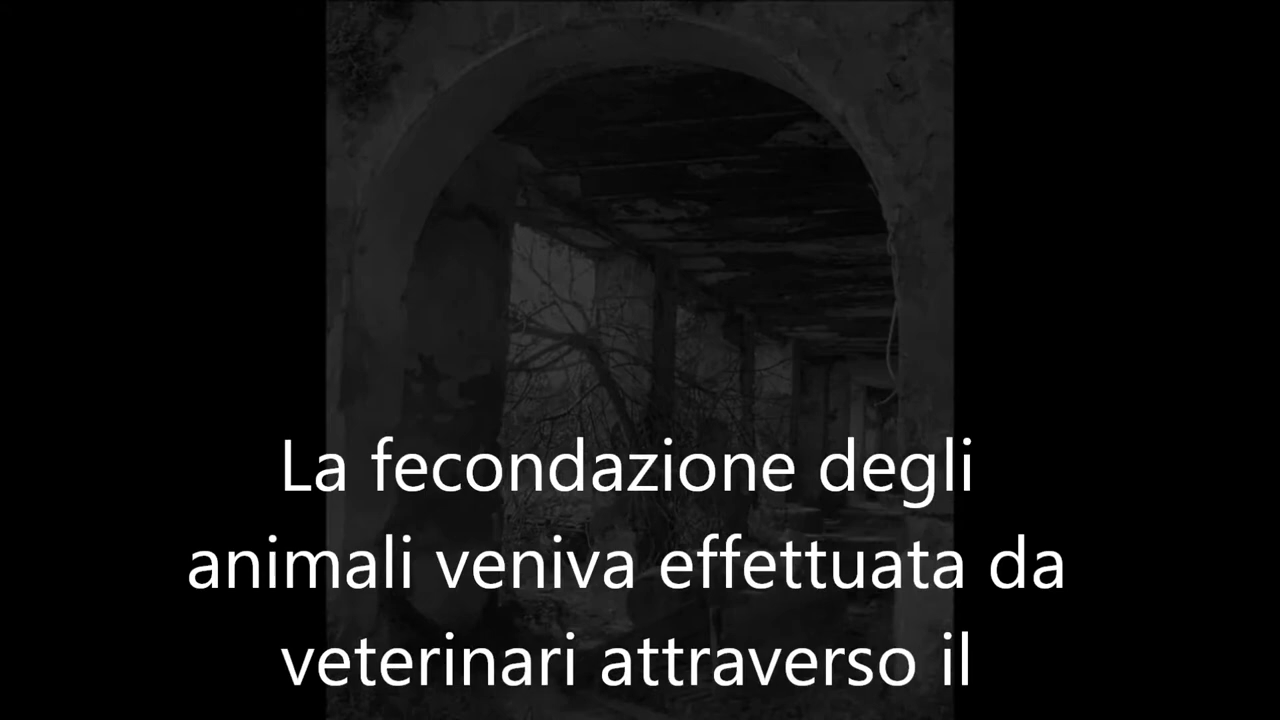 La fecondazione degli
animali veniva effettuata da
veterinari attraverso il